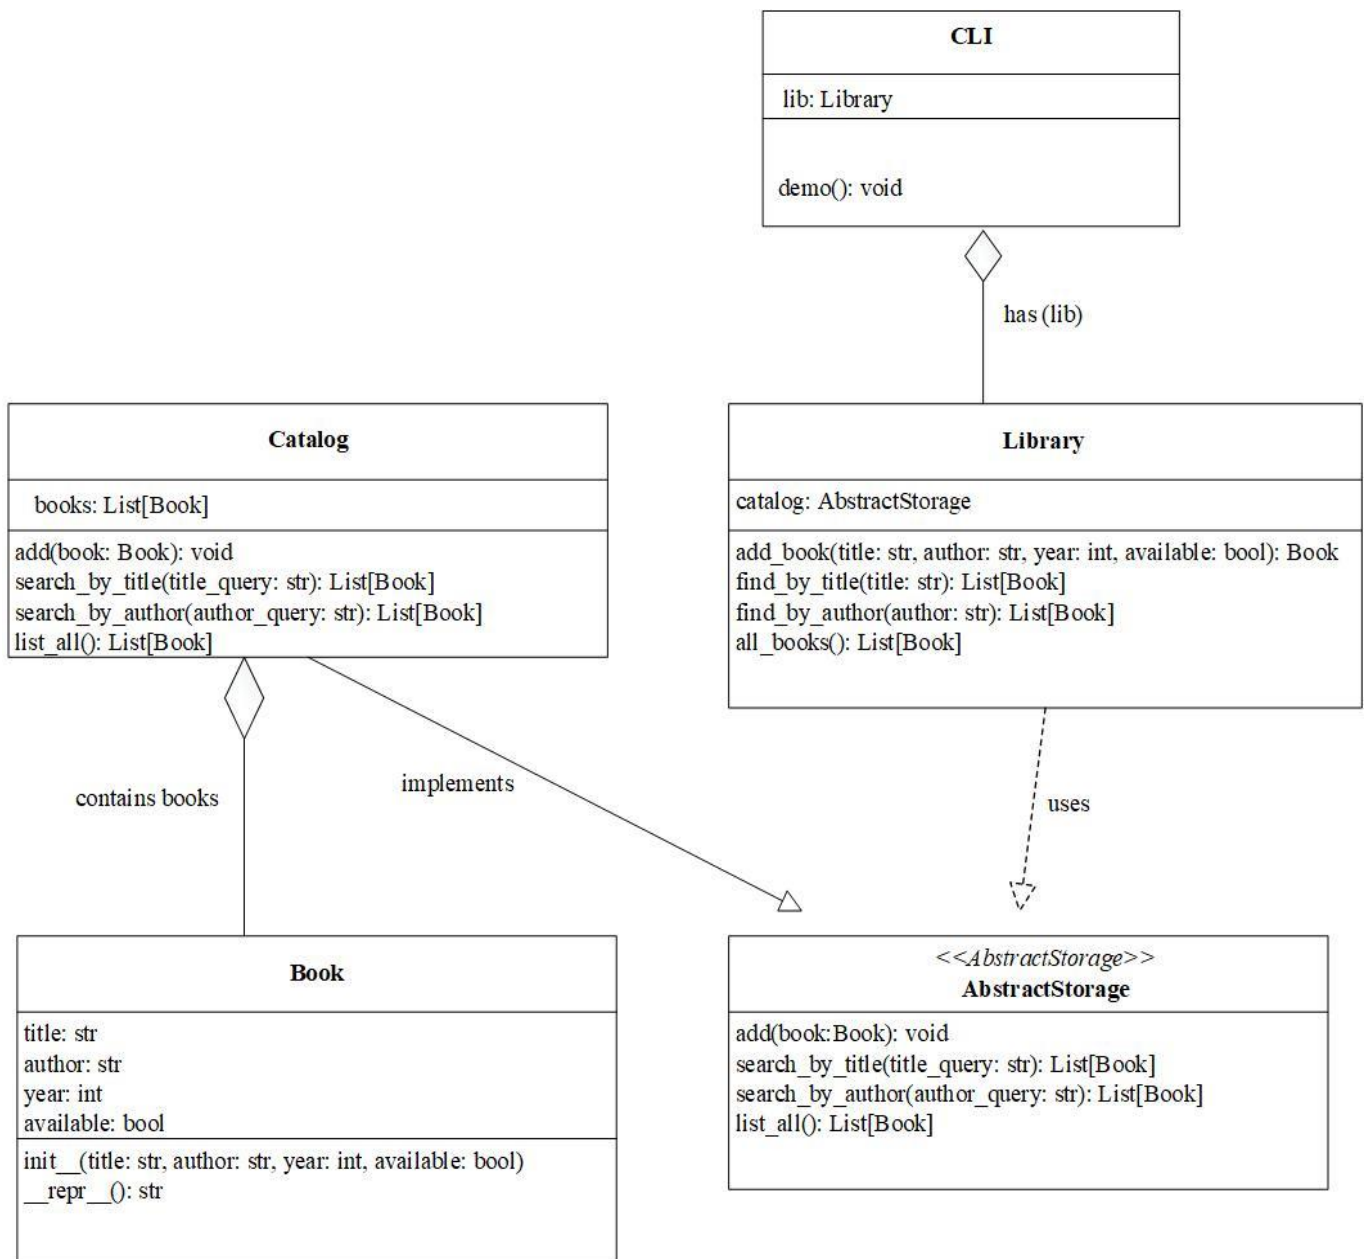 CLI
lib: Library
demo(): void
has (lib)
Catalog
books: List[Book]
add(book: Book): void
search_by_title(title_query: str): List[Book]
search_by_author(author_query: str): List[Book]
list_all(): List[Book]
Library
catalog: AbstractStorage
add_book(title: str, author: str, year: int, available: bool): Book
find_by_title(title: str): List[Book]
find_by_author(author: str): List[Book]
all_books(): List[Book]
contains books
implements
uses
Book
title: str
author: str
year: int
available: bool
init__(title: str, author: str, year: int, available: bool)
__repr__(): str
<<AbstractStorage>>
AbstractStorage
add(book:Book): void
search_by_title(title_query: str): List[Book]
search_by_author(author_query: str): List[Book]
list_all(): List[Book]